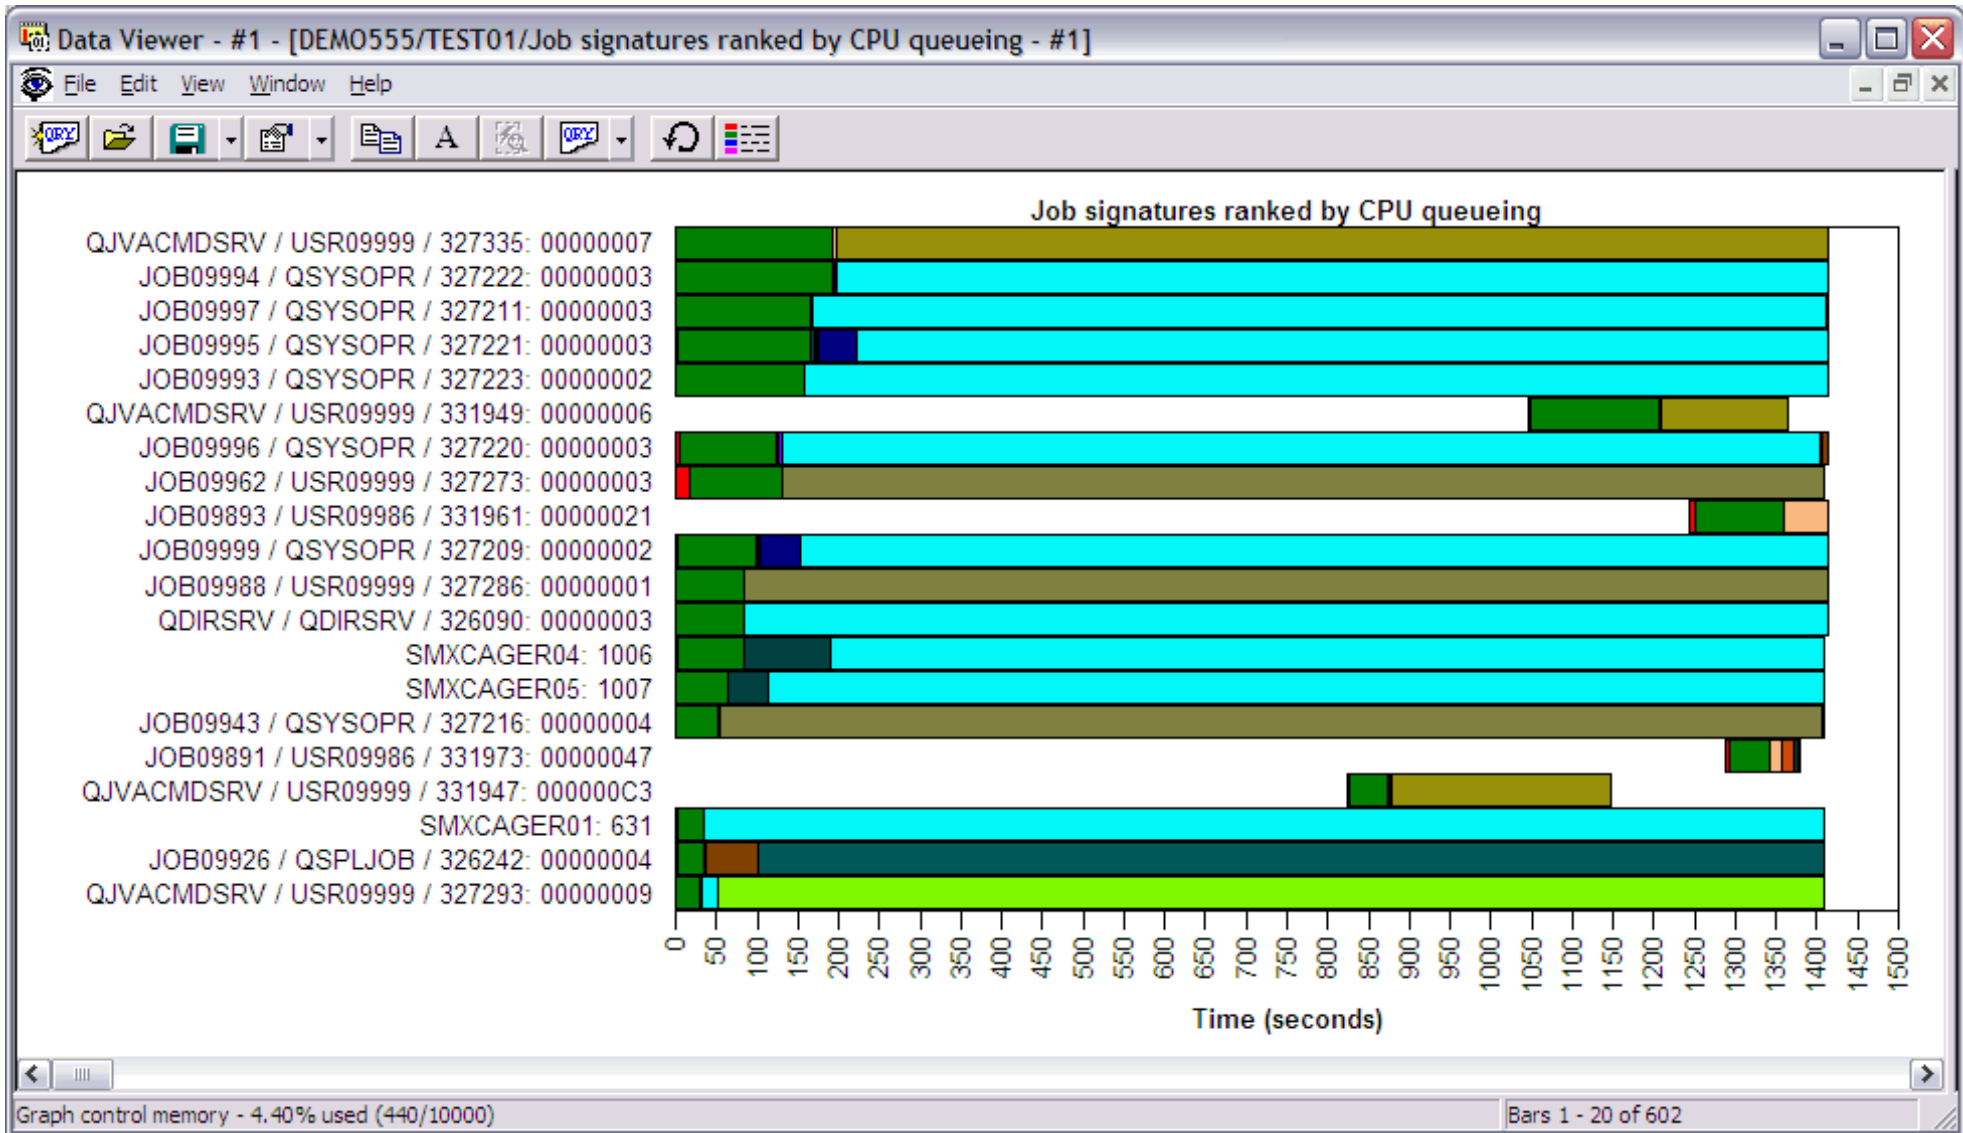 Data Viewer - #1 - [DEMO555/TEST01/Job signatures ranked by CPU queueing - #1]
File Edit View Window Help
QRY A QRY
Job signatures ranked by CPU queueing
QJVACMDSRV / USR09999 / 327335: 00000007
JOB09994 / QSYSOPR / 327222: 00000003
JOB09997 / QSYSOPR / 327211: 00000003
JOB09995 / QSYSOPR / 327221: 00000003
JOB09993 / QSYSOPR / 327223: 00000002
QJVACMDSRV / USR09999 / 331949: 00000006
JOB09996 / QSYSOPR / 327220: 00000003
JOB09962 / USR09999 / 327273: 00000003
JOB09893 / USR09986 / 331961: 00000021
JOB09999 / QSYSOPR / 327209: 00000002
JOB09988 / USR09999 / 327286: 00000001
QDIRSRV / QDIRSRV / 326090: 00000003
SMXCAGER04: 1006
SMXCAGER05: 1007
JOB09943 / QSYSOPR / 327216: 00000004
JOB09891 / USR09986 / 331973: 00000047
QJVACMDSRV / USR09999 / 331947: 000000C3
SMXCAGER01: 631
JOB09926 / QSPLJOB / 326242: 00000004
QJVACMDSRV / USR09999 / 327293: 00000009
0 50 100 150 200 250 300 350 400 450 500 550 600 650 700 750 800 850 900 950 1000 1050 1100 1150 1200 1250 1300 1350 1400 1450 1500
Time (seconds)
Graph control memory - 4.40% used (440/10000)
Bars 1 - 20 of 602